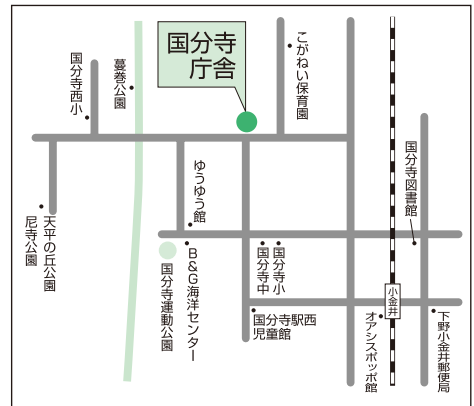 国分寺
庁舎
こがねい保育園
蔓巻公園
国分寺西小
国分寺図書館
ゆうゆう館
天平の丘公園
尼寺公園
B&G海洋センター
国分寺運動公園
国分寺小
国分寺中
小金井
国分寺駅西
児童館
オアシスポッポ館
下野小金井郵便局